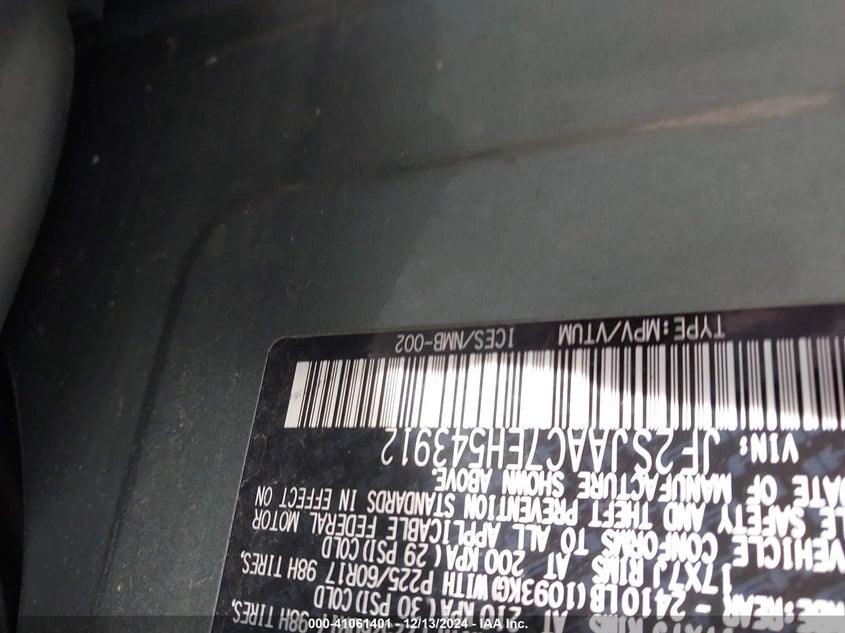 98H TIRES,
210 KPA ( 30 PSI) COLD
NDE: REAR - 2410LB (1093KG) WITH P225/60R17 98H TIRES,
17X7J RIMS AT 200 KPA ( 29 PSI) COLD
VEHICLE CONFORMS TO ALL APPLICABLE FEDERAL MOTOR
LE SAFETY AND THEFT PREVENTION STANDARDS IN EFFECT ON
DATE OF MANUFACTURE SHOWN ABOVE.
VIN: JF2SJAAC7EH543912
TYPE: MPV/VTUM ICES/NMB-002
000-41061401 - 12/13/2024 - IAA Inc.